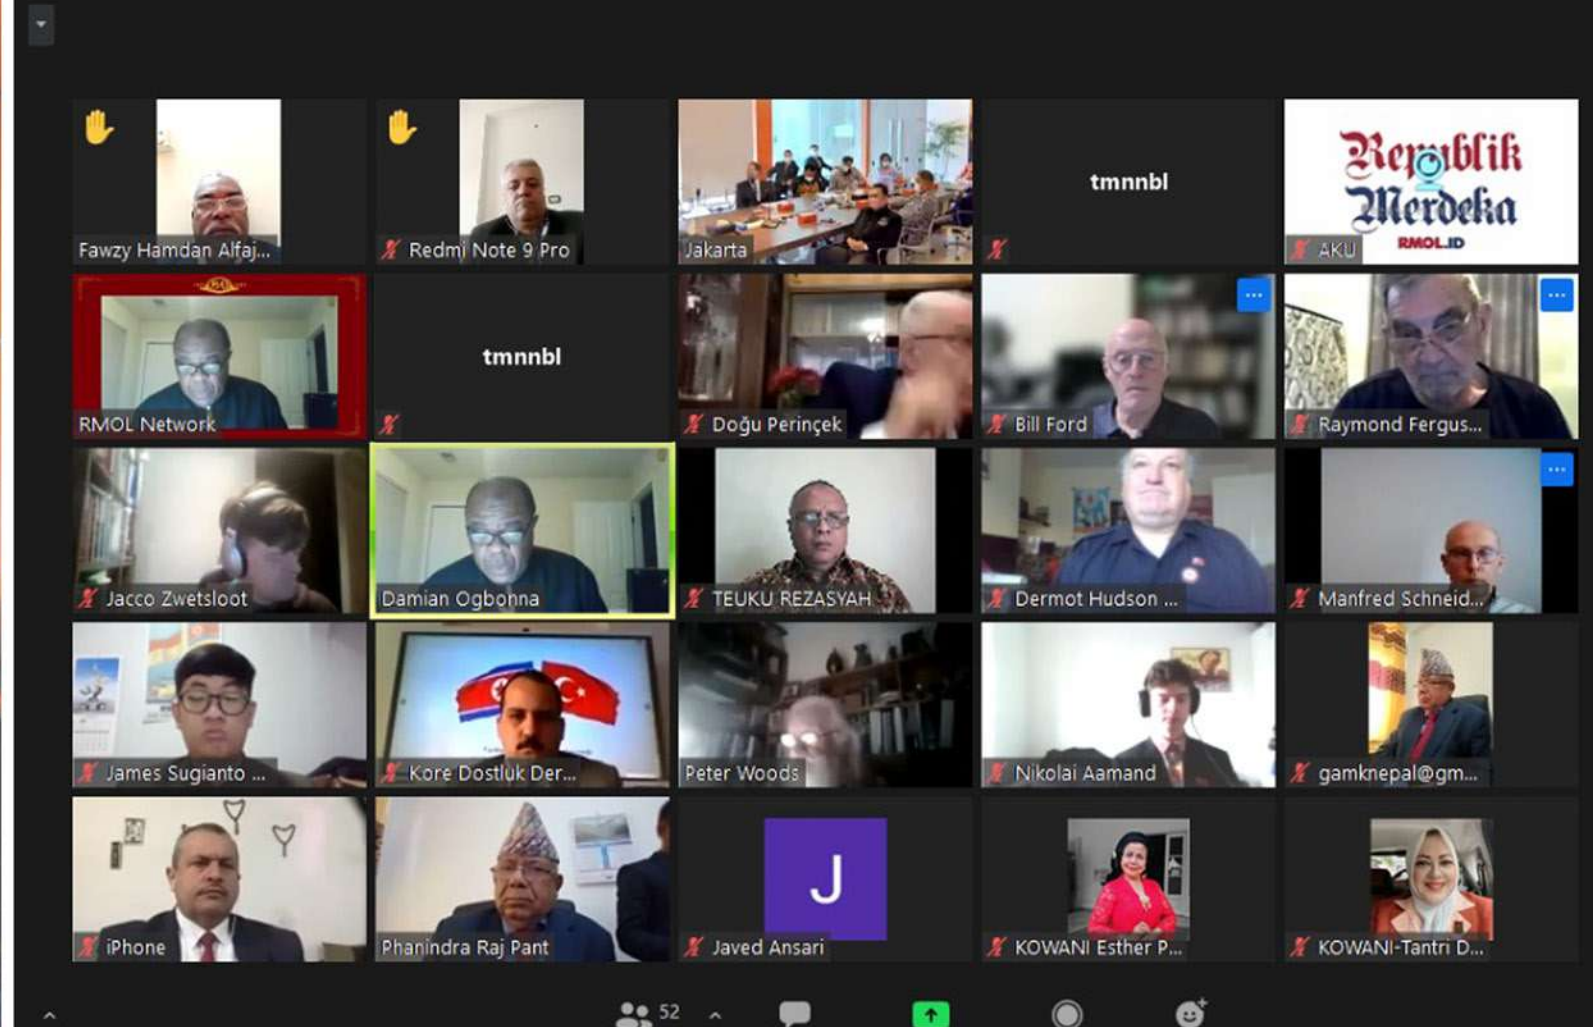 Fawzy Hamdan Alfaj...
Redmi Note 9 Pro
Jakarta
tmnnbl
Republik
Merdeka
RMOL.ID
AKU
RMOL Network
tmnnbl
Doğu Perinçek
Bill Ford
Raymond Fergus...
Jacco Zwetsloot
Damian Ogbonna
TEUKU REZASYAH
Dermot Hudson ...
Manfred Schneid...
James Sugianto ...
Kore Dostluk Der...
Peter Woods
Nikolai Aamand
gamknepal@gm...
iPhone
Phanindra Raj Pant
J
Javed Ansari
KOWANI Esther P...
KOWANI-Tantri D...
52